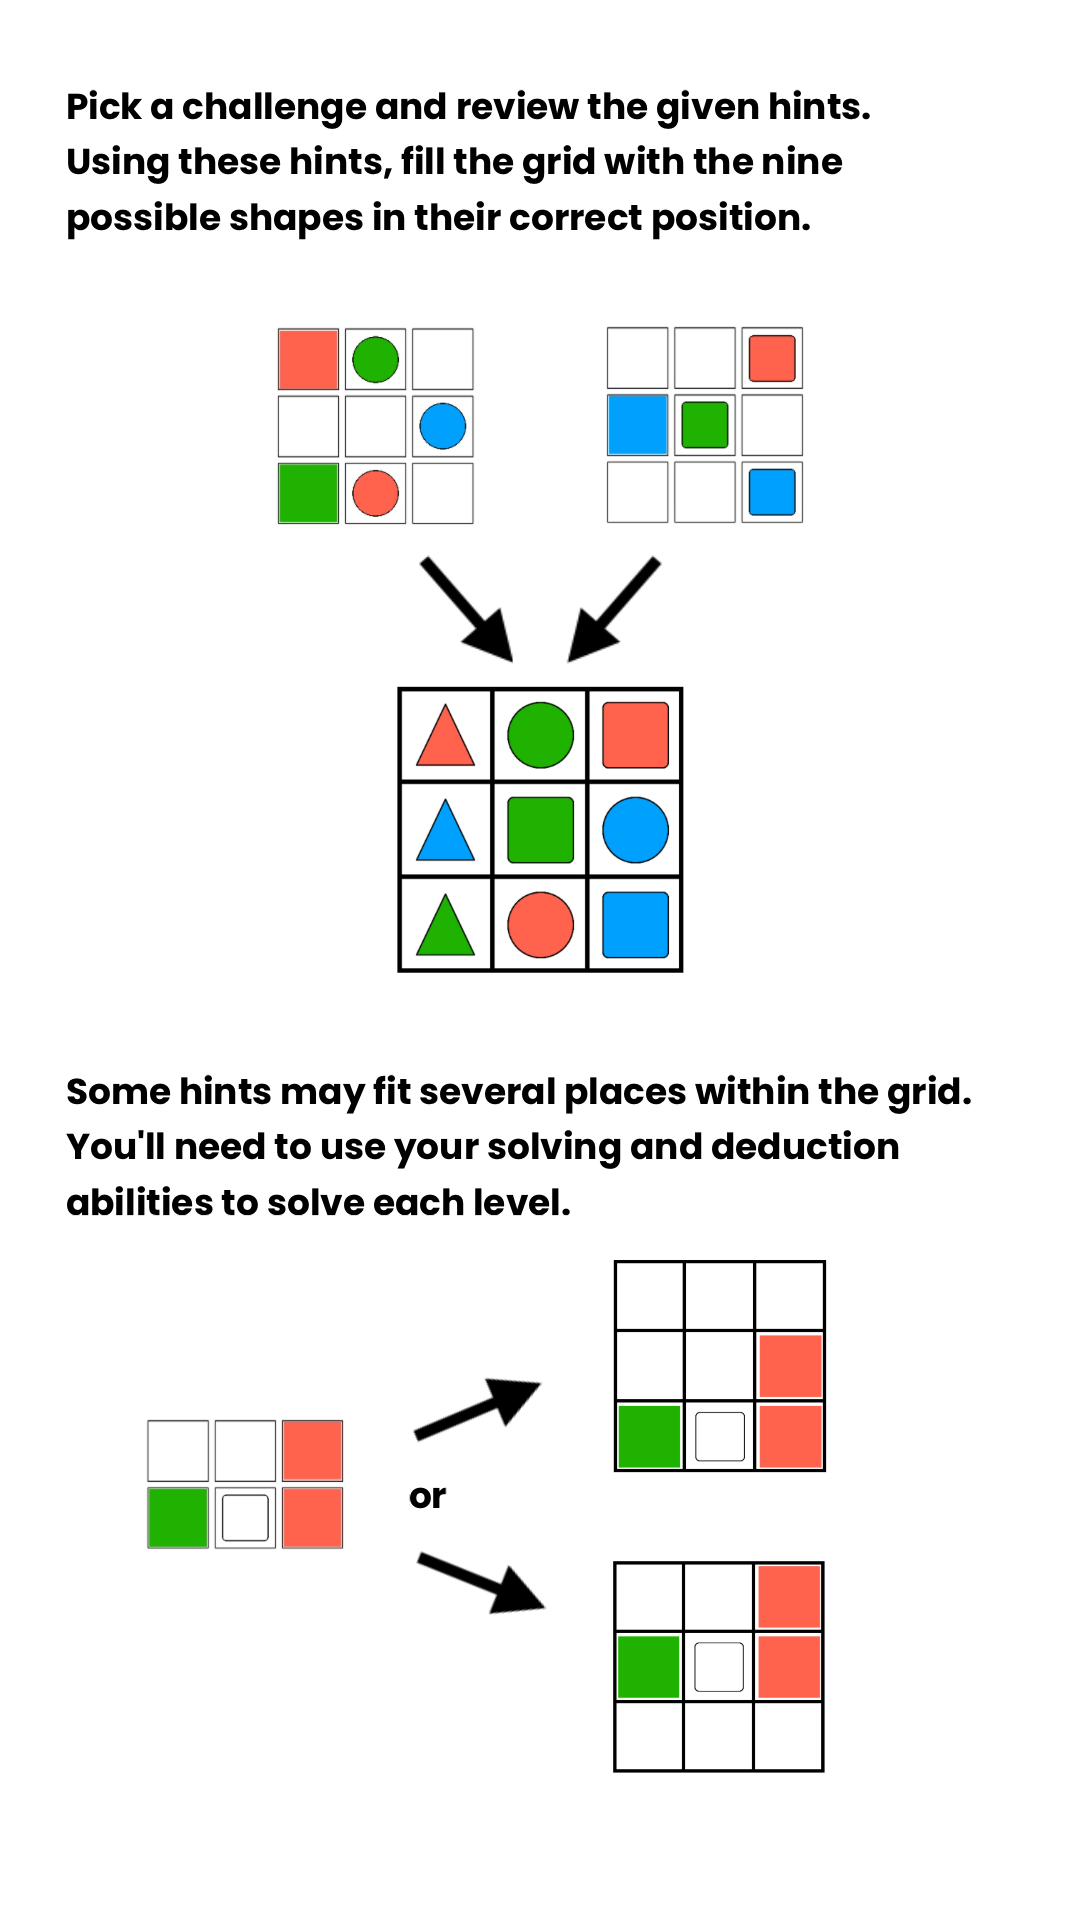 Pick a challenge and review the given hints.
Using these hints, fill the grid with the nine
possible shapes in their correct position.
Some hints may fit several places within the grid.
You'll need to use your solving and deduction
abilities to solve each level.
or